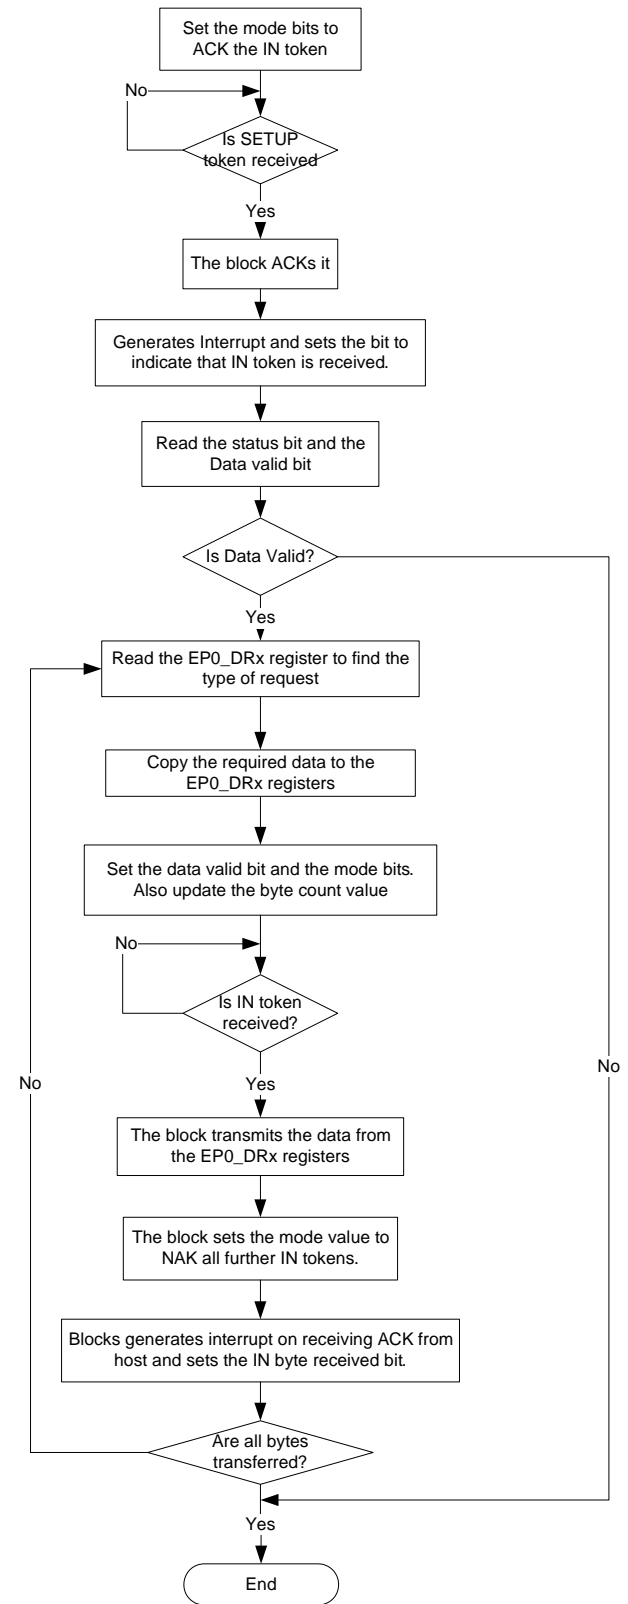 Set the mode bits to
ACK the IN token
No
Is SETUP
token received
Yes
The block ACKs it
Generates Interrupt and sets the bit to
indicate that IN token is received.
Read the status bit and the
Data valid bit
Is Data Valid?
Yes
Read the EP0_DRx register to find the
type of request
Copy the required data to the
EP0_DRx registers
Set the data valid bit and the mode bits.
Also update the byte count value
No
Is IN token
received?
No
Yes
No
The block transmits the data from
the EP0_DRx registers
The block sets the mode value to
NAK all further IN tokens.
Blocks generates interrupt on receiving ACK from
host and sets the IN byte received bit.
Are all bytes
transferred?
Yes
End